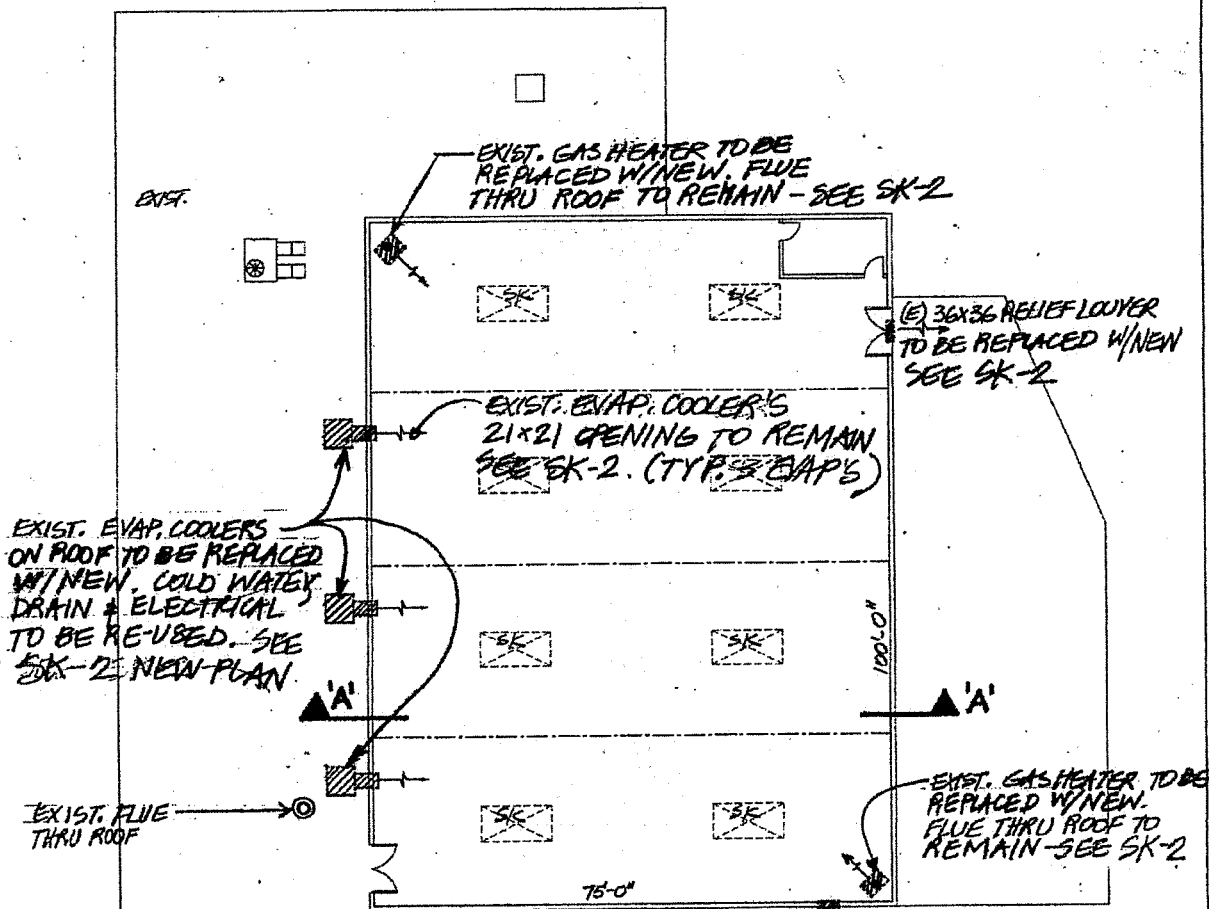 EXIST. GAS HEATER TO BE
REPLACED W/NEW. FLUE
THRU ROOF TO REMAIN - SEE SK-2
EXIST.
SK
SK
(E) 36x36 RELIEF LOUVER
TO BE REPLACED W/NEW
SEE SK-2
EXIST. EVAP. COOLER'S
21x21 OPENING TO REMAIN
SEE SK-2. (TYP. 3 EVAP'S)
EXIST. EVAP. COOLERS
ON ROOF TO BE REPLACED
W/NEW. COLD WATER,
DRAIN & ELECTRICAL
TO BE RE-USED. SEE
SK-2 NEW PLAN
SK
SK
100'-0"
'A'
'A'
EXIST. FLUE
THRU ROOF
SK
SK
EXIST. GAS HEATER TO BE
REPLACED W/NEW.
FLUE THRU ROOF TO
REMAIN - SEE SK-2
75'-0"